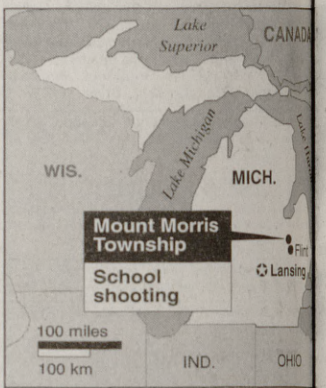 Lake
Superior
CANADA
Lake Michigan
Lake Huron
WIS.
MICH.
Mount Morris
Township
School
shooting
Flint
Lansing
100 miles
100 km
IND.
OHIO